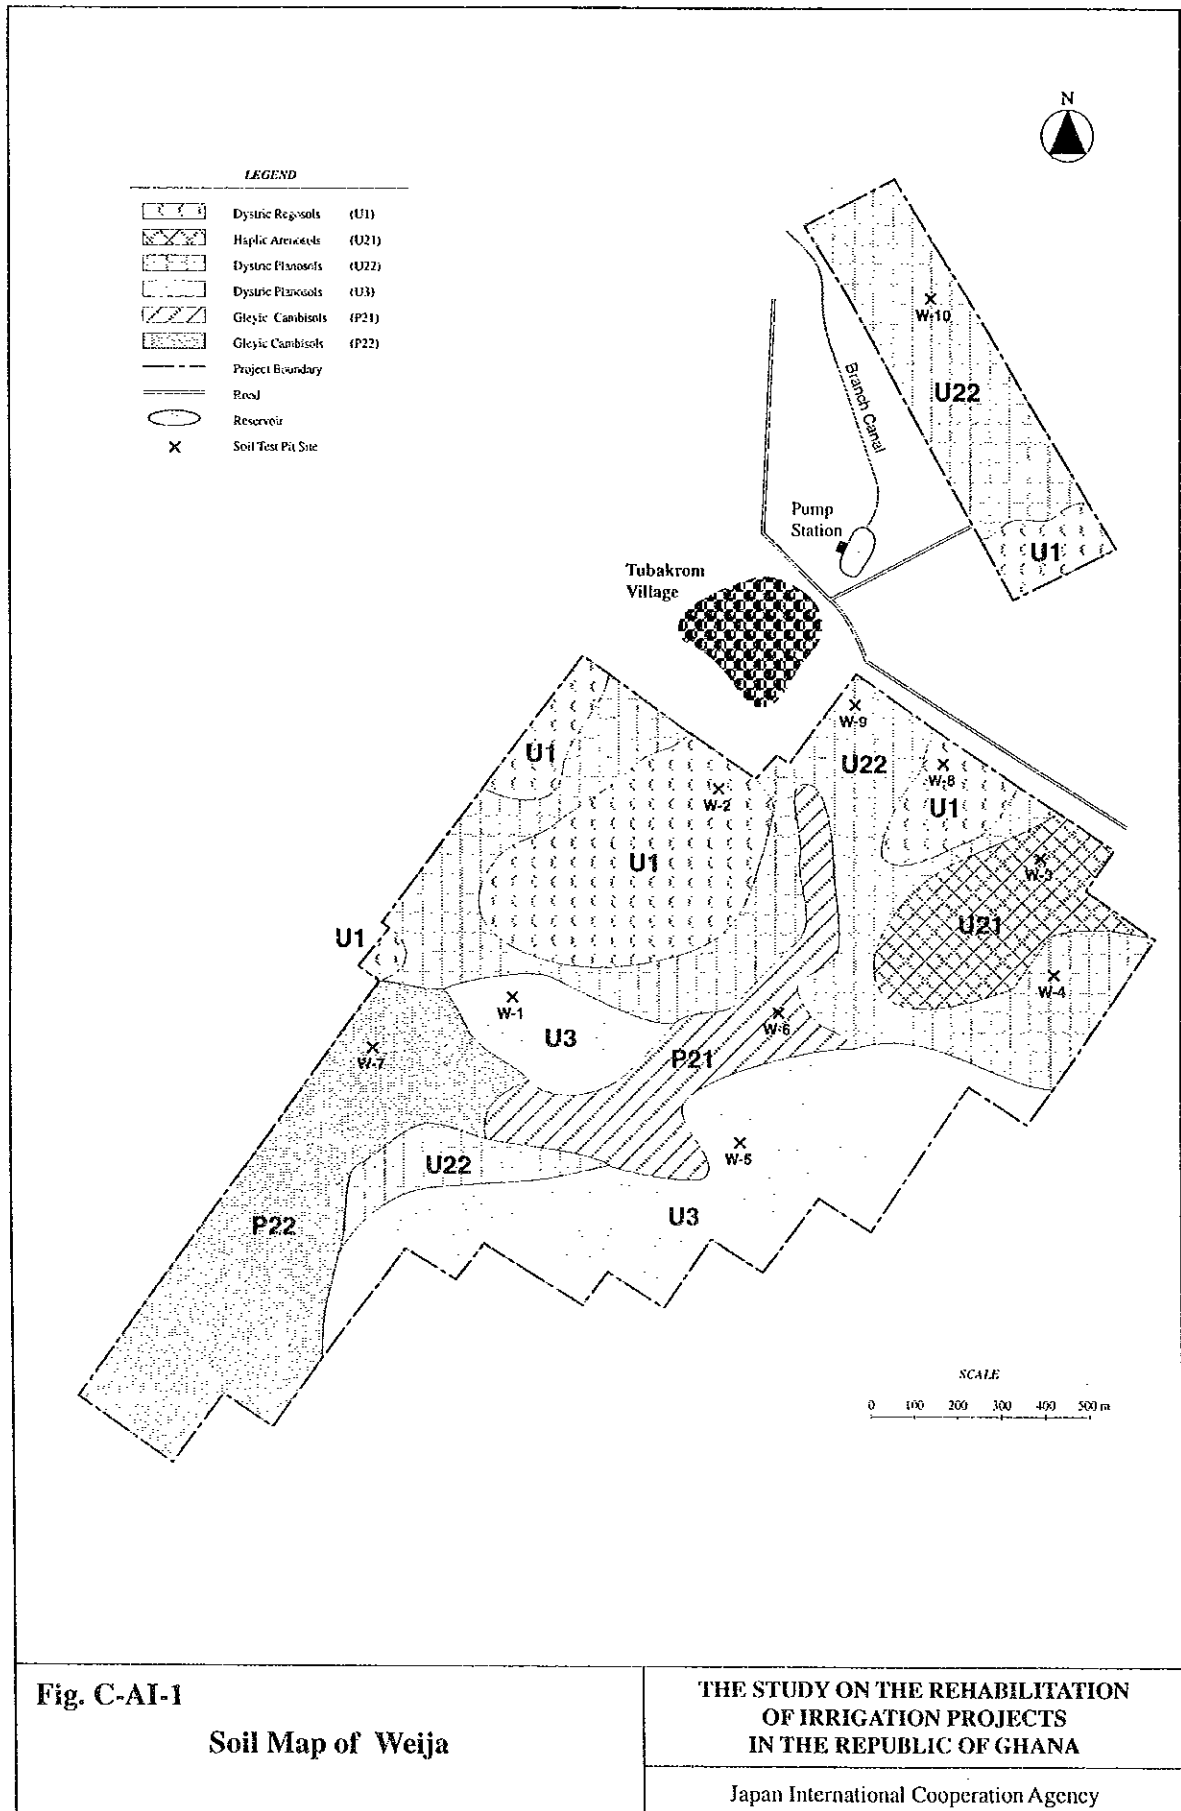 N
LEGEND
Dystric Regosols (U1)
Haplic Arenosols (U21)
Dystric Planosols (U22)
Dystric Planosols (U3)
Gleyic Cambisols (P21)
Gleyic Cambisols (P22)
Project Boundary
Road
Reservoir
Soil Test Pit Site
W-10
U22
Branch Canal
Pump
Station
U1
Tubakrom
Village
W-9
U1
U22
W-8
W-2
U1
U1
W-3
U21
U1
W-4
W-1
W-6
U3
P21
W-7
W-5
U22
U3
P22
SCALE
0 100 200 300 400 500 m
Fig. C-AI-1
Soil Map of Weija
THE STUDY ON THE REHABILITATION
OF IRRIGATION PROJECTS
IN THE REPUBLIC OF GHANA
Japan International Cooperation Agency